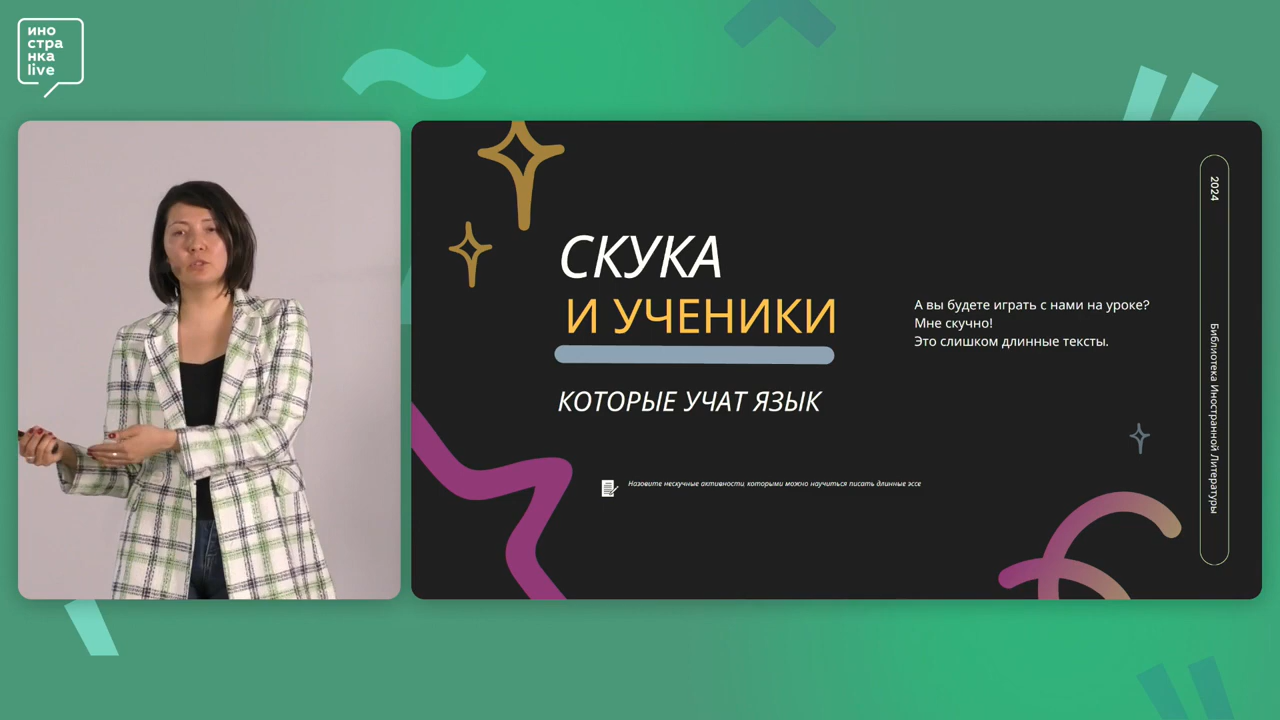 ино
стра
нка
live
СКУКА
И УЧЕНИКИ
КОТОРЫЕ УЧАТ ЯЗЫК
А вы будете играть с нами на уроке?
Мне скучно!
Это слишком длинные тексты.
Назовите нескучные активности, которыми можно научиться писать длинные эссе
2024
Библиотека Иностранной Литературы